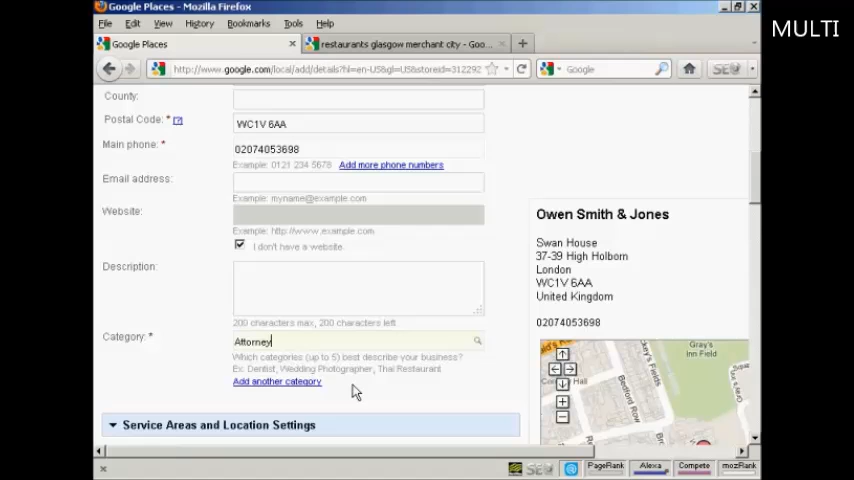 Google Places - Mozilla Firefox
MULTI
File Edit View History Bookmarks Tools Help
Google Places
restaurants glasgow merchant city - Goo...
http://www.google.com/local/add/details?hl=en-US&gl=US&storeid=312292
Google
County:
Postal Code: *
WC1V 6AA
Main phone: *
02074053698
Example: 0121 234 5678 Add more phone numbers
Email address:
Example: myname@example.com
Website:
Example: http://www.example.com
I don't have a website.
Description:
200 characters max, 200 characters left
Category: *
Attorney
Which categories (up to 5) best describe your business?
Ex: Dentist, Wedding Photographer, Thai Restaurant
Add another category
Service Areas and Location Settings
Owen Smith & Jones
Swan House
37-39 High Holborn
London
WC1V 6AA
United Kingdom
02074053698
Gray's
Inn Field
Bedford Row
PageRank
Alexa
Compete
mozRank